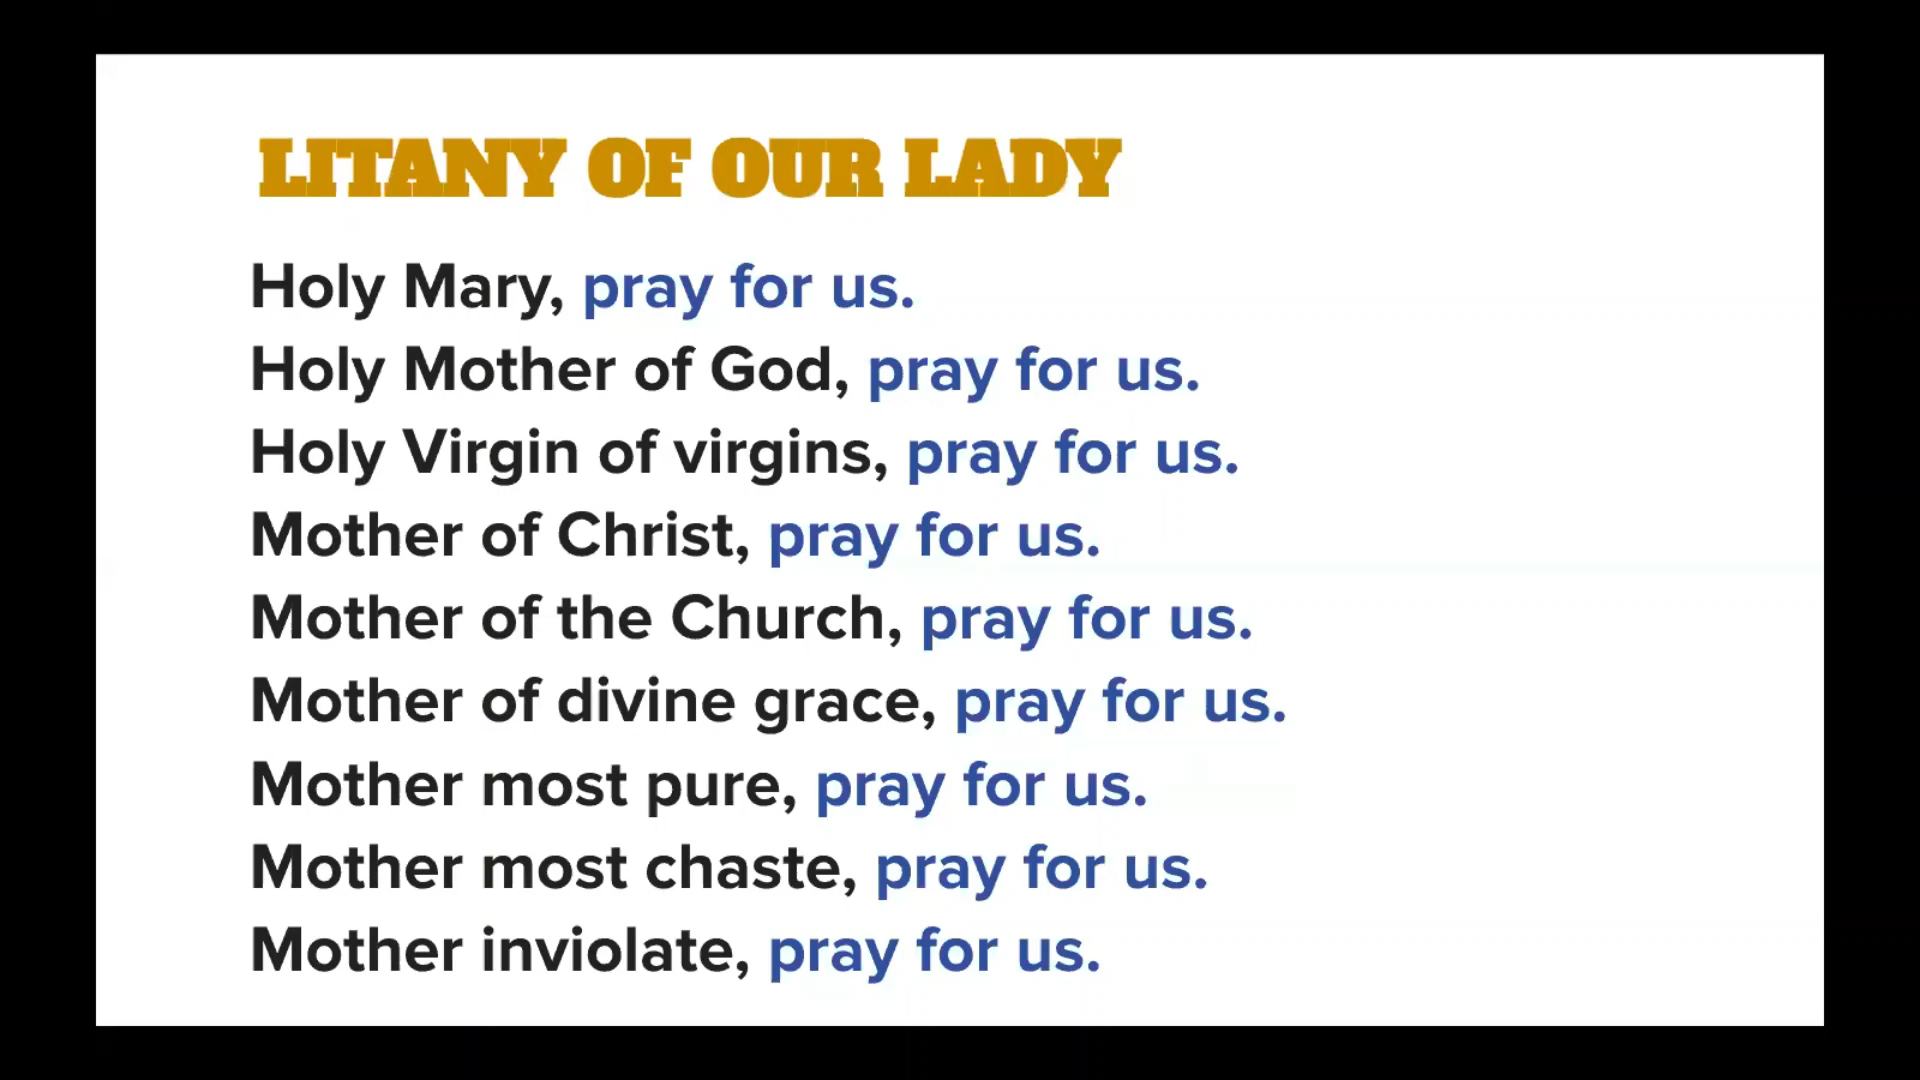 LITANY OF OUR LADY
Holy Mary, pray for us.
Holy Mother of God, pray for us.
Holy Virgin of virgins, pray for us.
Mother of Christ, pray for us.
Mother of the Church, pray for us.
Mother of divine grace, pray for us.
Mother most pure, pray for us.
Mother most chaste, pray for us.
Mother inviolate, pray for us.